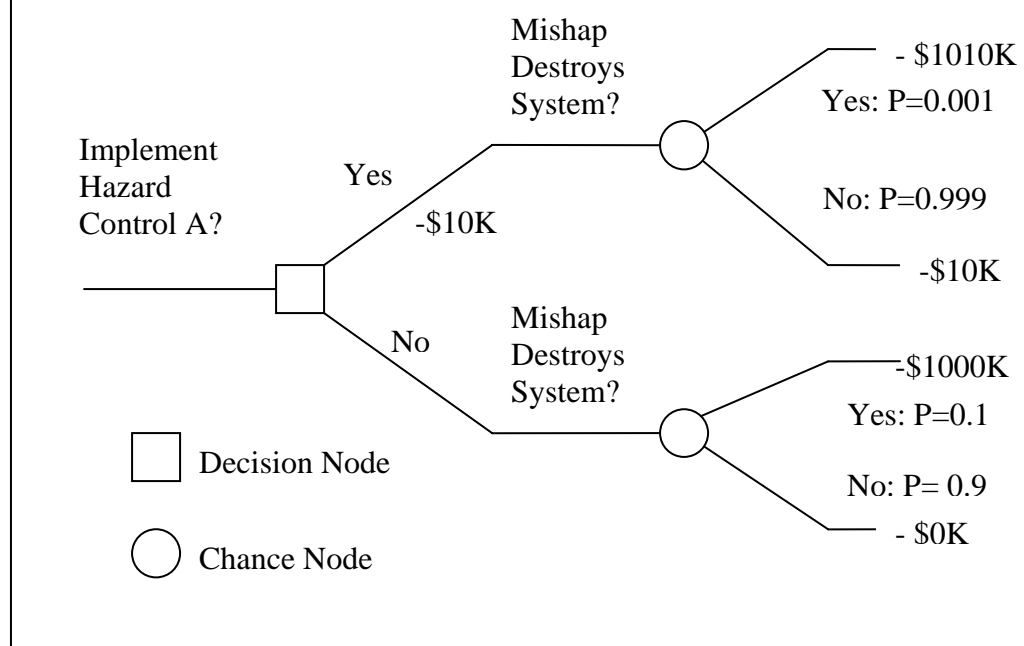 Mishap
Destroys
System?
- $1010K
Yes: P=0.001
Implement
Hazard
Control A?
Yes
-$10K
No: P=0.999
-$10K
No
Mishap
Destroys
System?
-$1000K
Yes: P=0.1
No: P= 0.9
- $0K
Decision Node
Chance Node